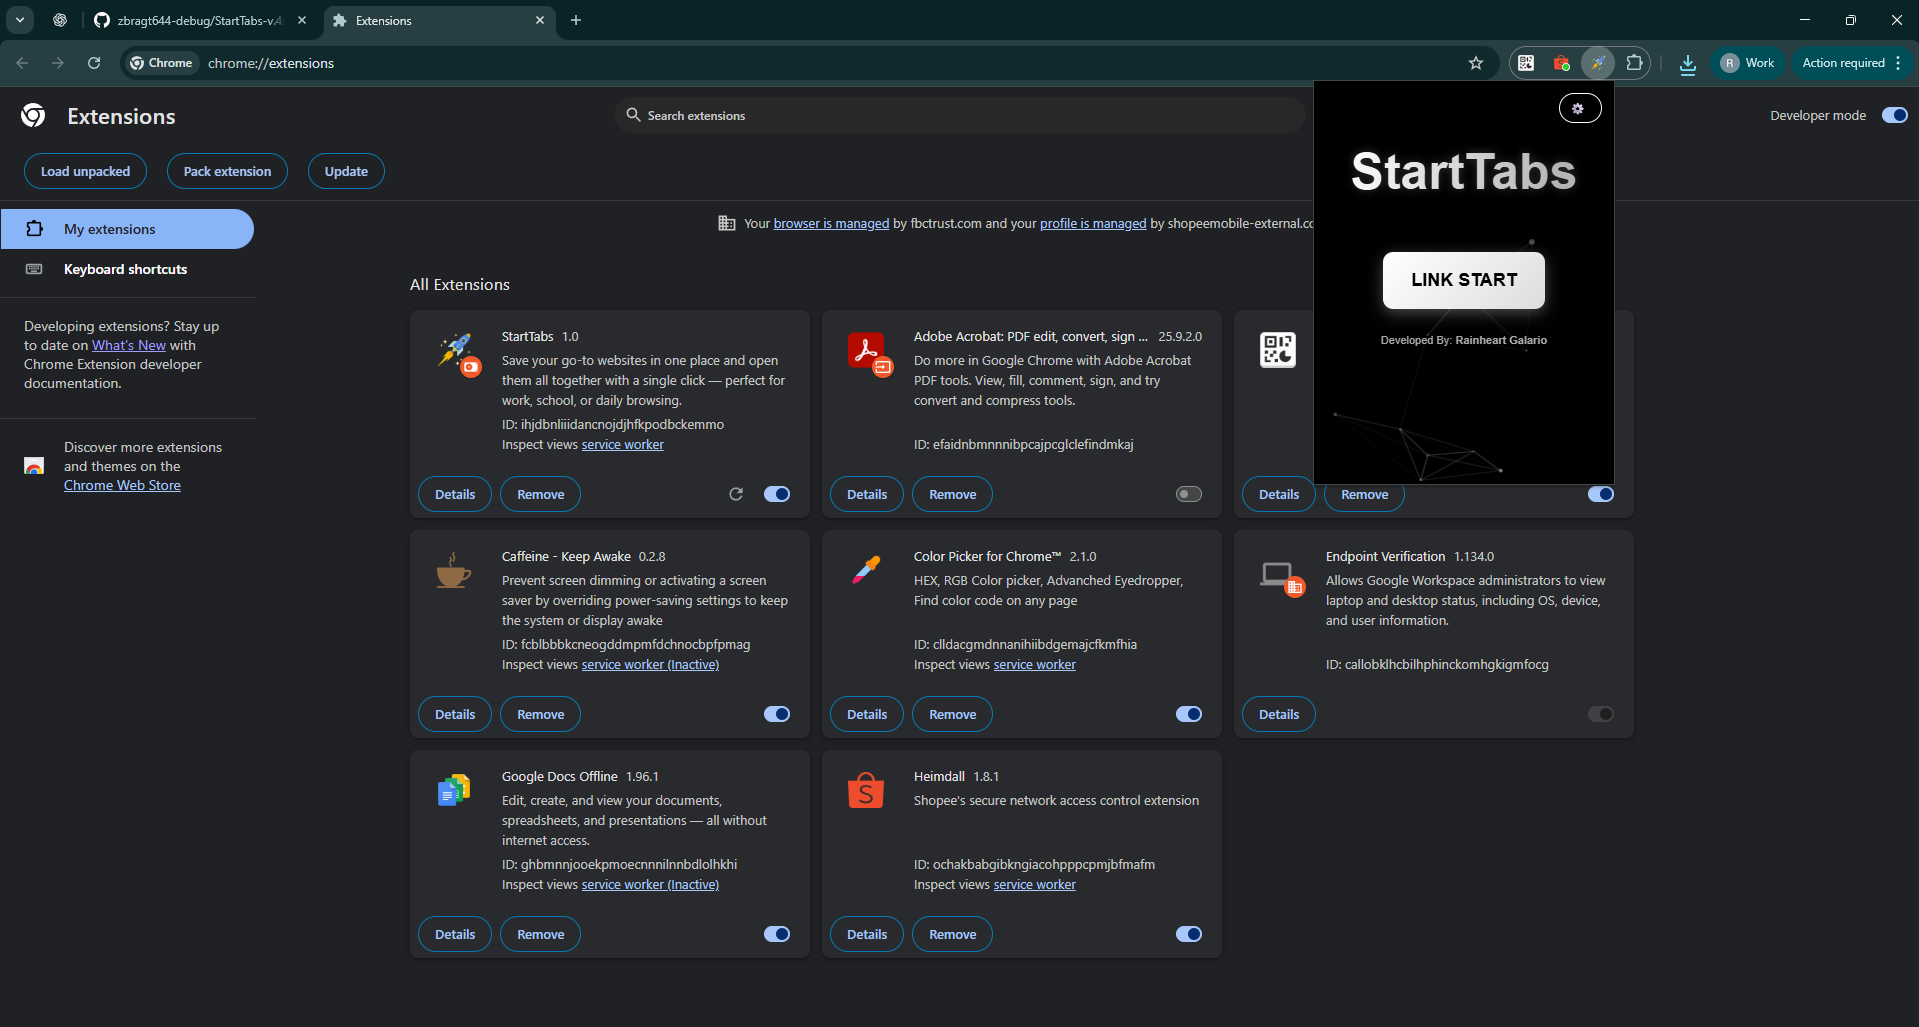 zbragt644-debug/StartTabs-v.4
Extensions
Chrome
chrome://extensions
R
Work
Action required
Extensions
Search extensions
Developer mode
Load unpacked
Pack extension
Update
My extensions
Keyboard shortcuts
Developing extensions? Stay up
to date on What's New with
Chrome Extension developer
documentation.
Discover more extensions
and themes on the
Chrome Web Store
Your browser is managed by fbctrust.com and your profile is managed by shopeemobile-external.co
All Extensions
StartTabs 1.0
Save your go-to websites in one place and open
them all together with a single click — perfect for
work, school, or daily browsing.
ID: ihjdbnliiidancnojdjhfkpodbckemmo
Inspect views service worker
Details
Remove
Adobe Acrobat: PDF edit, convert, sign ... 25.9.2.0
Do more in Google Chrome with Adobe Acrobat
PDF tools. View, fill, comment, sign, and try
convert and compress tools.
ID: efaidnbmnnnibpcajpcglclefindmkaj
Details
Remove
Details
Remove
StartTabs
LINK START
Developed By: Rainheart Galario
Caffeine - Keep Awake 0.2.8
Prevent screen dimming or activating a screen
saver by overriding power-saving settings to keep
the system or display awake
ID: fcblbbbkcneogddmpmfdchnocbpfpmag
Inspect views service worker (Inactive)
Details
Remove
Color Picker for Chrome™ 2.1.0
HEX, RGB Color picker, Advanched Eyedropper,
Find color code on any page
ID: clldacgmdnnanihiibdgemajcfkmfhia
Inspect views service worker
Details
Remove
Endpoint Verification 1.134.0
Allows Google Workspace administrators to view
laptop and desktop status, including OS, device,
and user information.
ID: callobklhcbilhphinckomhgkigmfocg
Details
Google Docs Offline 1.96.1
Edit, create, and view your documents,
spreadsheets, and presentations — all without
internet access.
ID: ghbmnnjooekpmoecnnnilnnbdlolhkhi
Inspect views service worker (Inactive)
Details
Remove
S
Heimdall 1.8.1
Shopee's secure network access control extension
ID: ochakbabgibkngiacohpppcpmjbfmafm
Inspect views service worker
Details
Remove